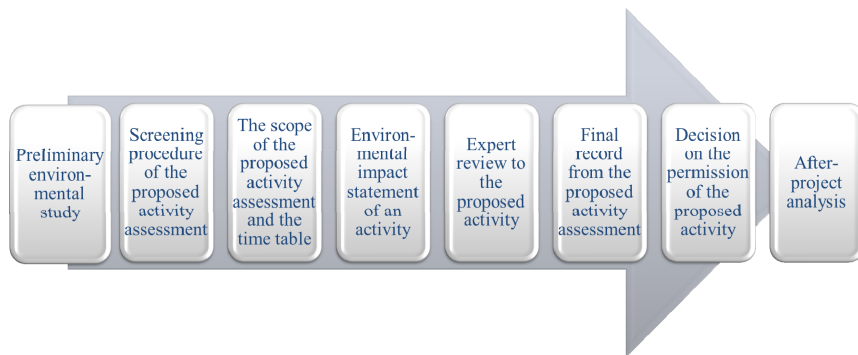 Preliminary
environ-
mental
study
Screening
procedure
of the
proposed
activity
assessment
The scope
of the
proposed
activity
assessment
and the
time table
Environ-
mental
impact
statement
of an
activity
Expert
review to
the
proposed
activity
Final
record
from the
proposed
activity
assessment
Decision
on the
permission
of the
proposed
activity
After-
project
analysis